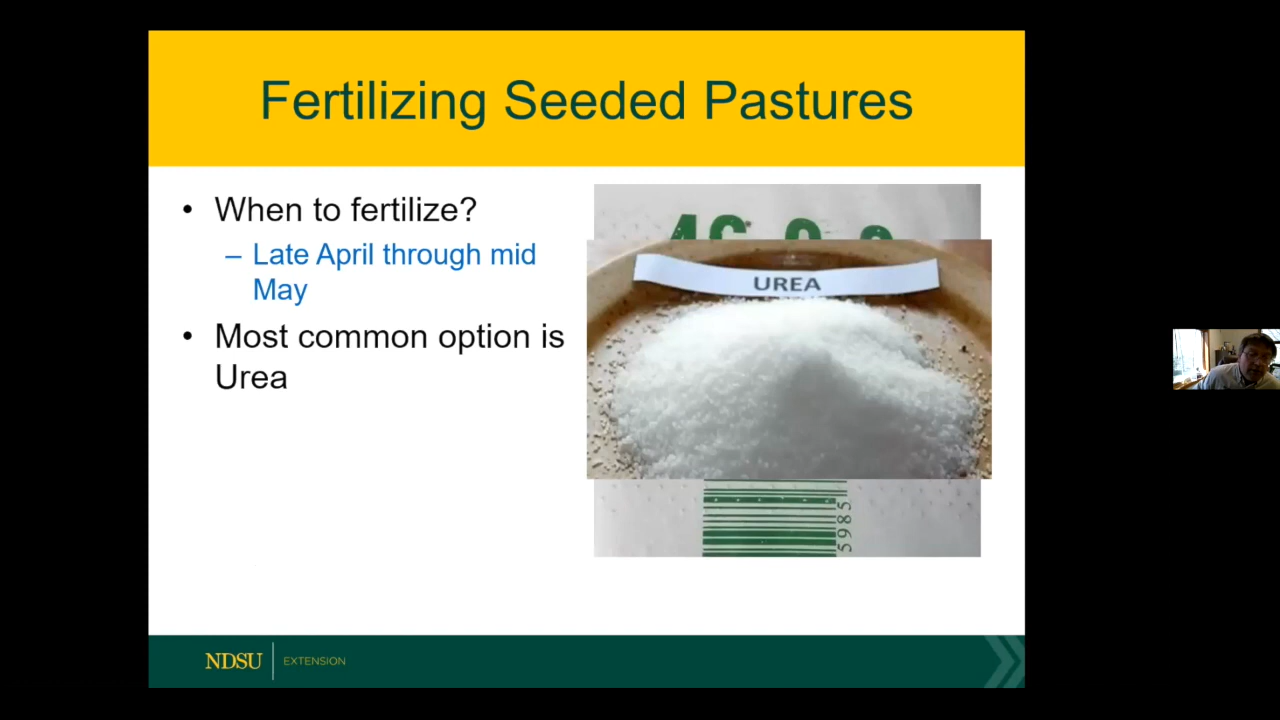 Fertilizing Seeded Pastures
• When to fertilize?
– Late April through mid
May
• Most common option is
Urea
UREA
5985
NDSU
EXTENSION